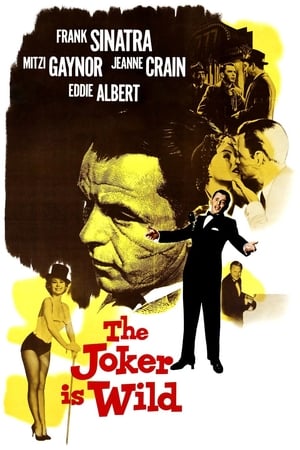 FRANK SINATRA
MITZI GAYNOR JEANNE CRAIN
EDDIE ALBERT
The
Joker
is Wild